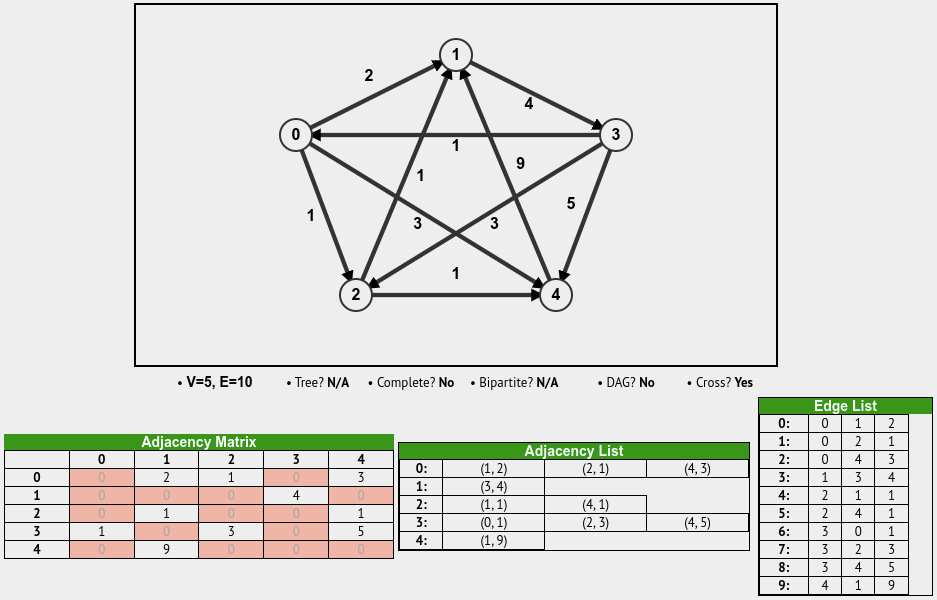 1
2
4
0
3
1
1
9
1
5
3
3
1
2
4
• V=5, E=10 • Tree? N/A • Complete? No • Bipartite? N/A • DAG? No • Cross? Yes
Adjacency Matrix
0 1 2 3 4
0 0 2 1 0 3
1 0 0 0 4 0
2 0 1 0 0 1
3 1 0 3 0 5
4 0 9 0 0 0
Adjacency List
0: (1, 2) (2, 1) (4, 3)
1: (3, 4)
2: (1, 1) (4, 1)
3: (0, 1) (2, 3) (4, 5)
4: (1, 9)
Edge List
0: 0 1 2
1: 0 2 1
2: 0 4 3
3: 1 3 4
4: 2 1 1
5: 2 4 1
6: 3 0 1
7: 3 2 3
8: 3 4 5
9: 4 1 9